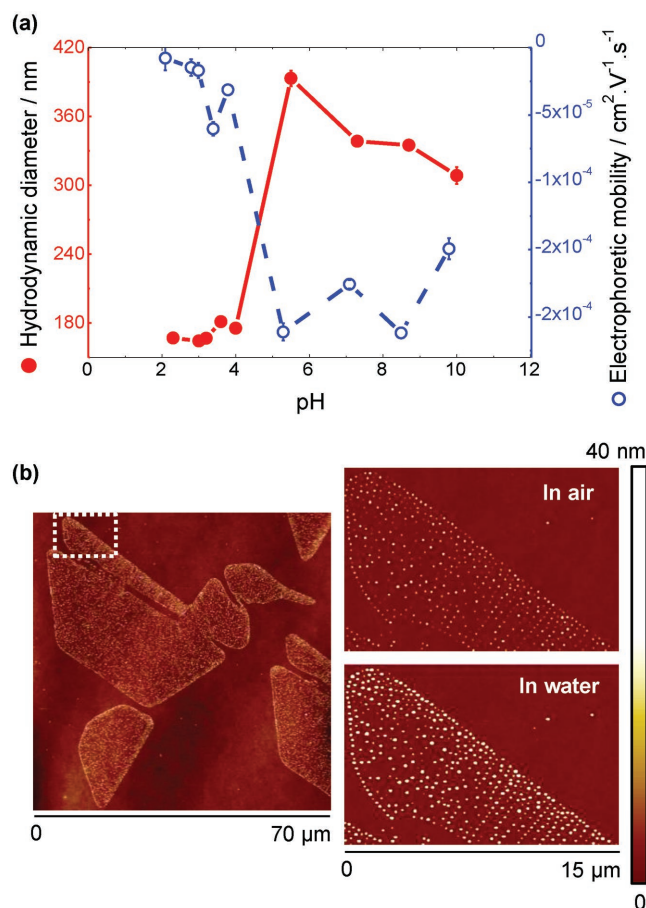 (a)
420
360
300
240
180
0
2
4
6
8
10
12
pH
Hydrodynamic diameter / nm
0
-5x10⁻⁵
-1x10⁻⁴
-2x10⁻⁴
-2x10⁻⁴
Electrophoretic mobility / cm².V⁻¹.s⁻¹
(b)
40 nm
In air
In water
0
70 µm
0
15 µm
0